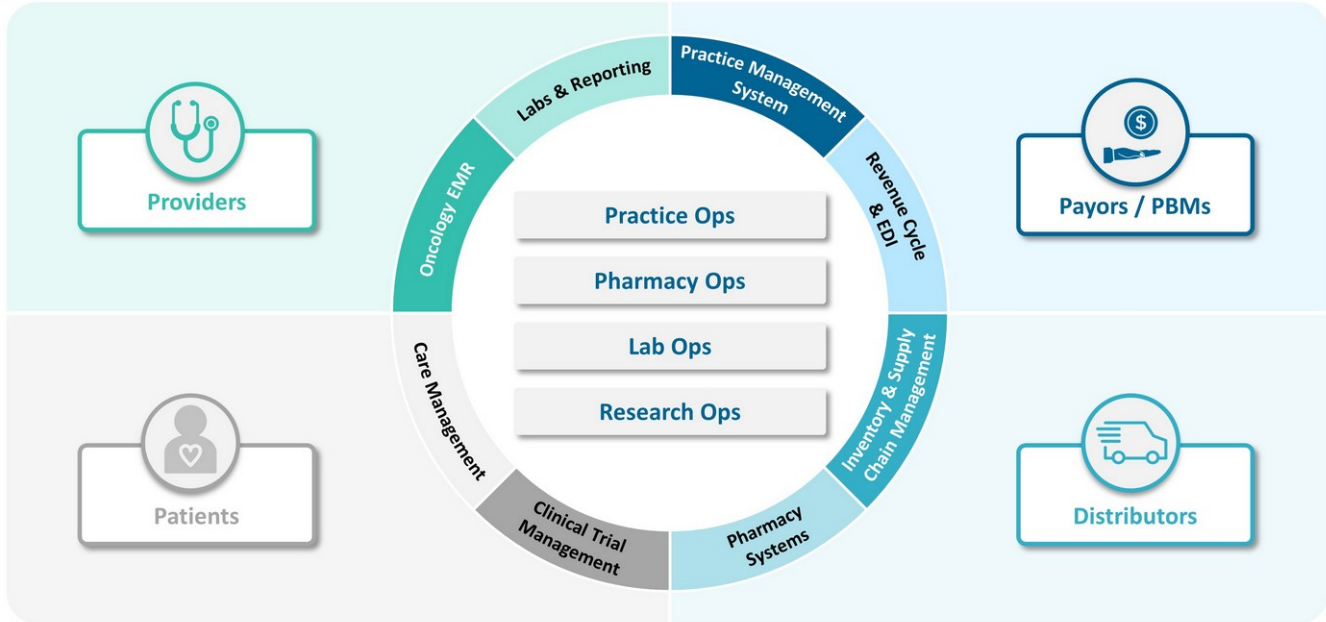 Labs & Reporting
Practice Management
System
Oncology EMR
Revenue Cycle
& EDI
Providers
Payors / PBMs
Practice Ops
Pharmacy Ops
Lab Ops
Research Ops
Care Management
Inventory & Supply
Chain Management
Patients
Distributors
Clinical Trial
Management
Pharmacy
Systems
$